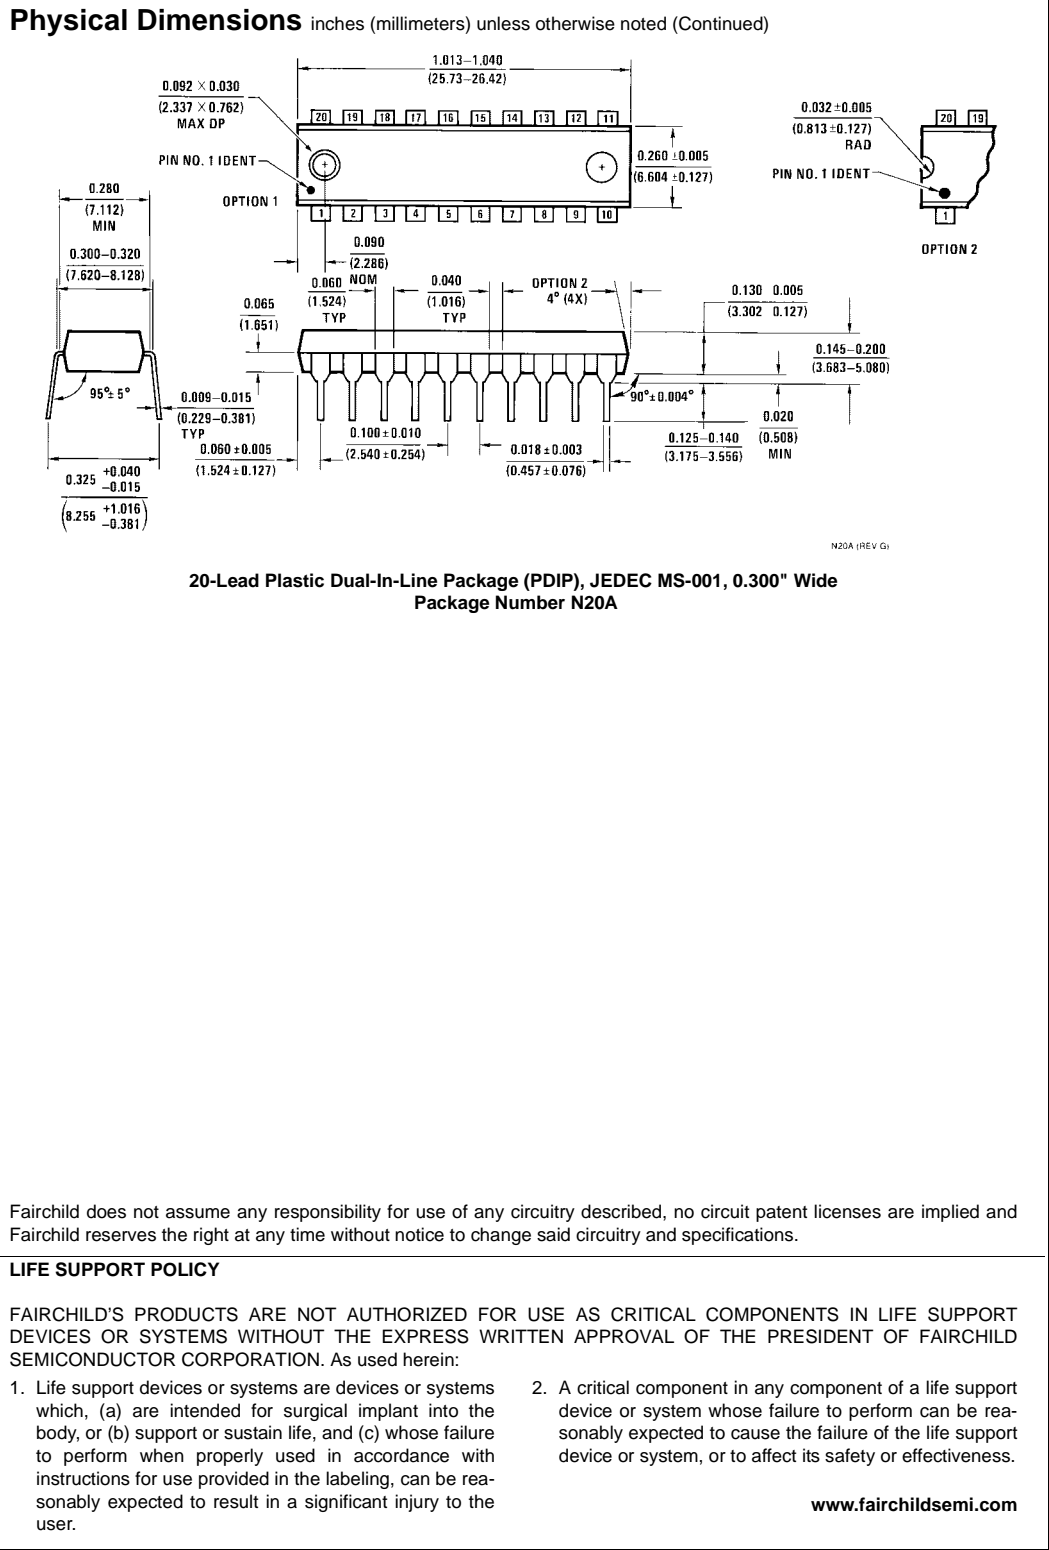 Physical Dimensions inches (millimeters) unless otherwise noted (Continued)
1.013–1.040
(25.73–26.42)
0.092 × 0.030
(2.337 × 0.762)
MAX DP
20 19 18 17 16 15 14 13 12 11
PIN NO. 1 IDENT
OPTION 1
1 2 3 4 5 6 7 8 9 10
0.260 ±0.005
(6.604 ±0.127)
0.032 ±0.005
(0.813 ±0.127)
RAD
20 19
PIN NO. 1 IDENT
1
OPTION 2
0.280
(7.112)
MIN
0.300–0.320
(7.620–8.128)
0.090
(2.286)
NOM
0.060
(1.524)
TYP
0.040
(1.016)
TYP
OPTION 2
4° (4X)
0.130 0.005
(3.302 0.127)
0.065
(1.651)
0.145–0.200
(3.683–5.080)
95°± 5°
0.009–0.015
(0.229–0.381)
TYP
90°± 0.004°
0.020
(0.508)
MIN
0.100 ± 0.010
(2.540 ± 0.254)
0.125–0.140
(3.175–3.556)
0.060 ± 0.005
(1.524 ± 0.127)
0.018 ± 0.003
(0.457 ± 0.076)
0.325 +0.040
–0.015
(8.255 +1.016
–0.381)
N20A (REV G)
20-Lead Plastic Dual-In-Line Package (PDIP), JEDEC MS-001, 0.300" Wide
Package Number N20A
Fairchild does not assume any responsibility for use of any circuitry described, no circuit patent licenses are implied and
Fairchild reserves the right at any time without notice to change said circuitry and specifications.
LIFE SUPPORT POLICY
FAIRCHILD'S PRODUCTS ARE NOT AUTHORIZED FOR USE AS CRITICAL COMPONENTS IN LIFE SUPPORT
DEVICES OR SYSTEMS WITHOUT THE EXPRESS WRITTEN APPROVAL OF THE PRESIDENT OF FAIRCHILD
SEMICONDUCTOR CORPORATION. As used herein:
1. Life support devices or systems are devices or systems
which, (a) are intended for surgical implant into the
body, or (b) support or sustain life, and (c) whose failure
to perform when properly used in accordance with
instructions for use provided in the labeling, can be rea-
sonably expected to result in a significant injury to the
user.
2. A critical component in any component of a life support
device or system whose failure to perform can be rea-
sonably expected to cause the failure of the life support
device or system, or to affect its safety or effectiveness.
www.fairchildsemi.com